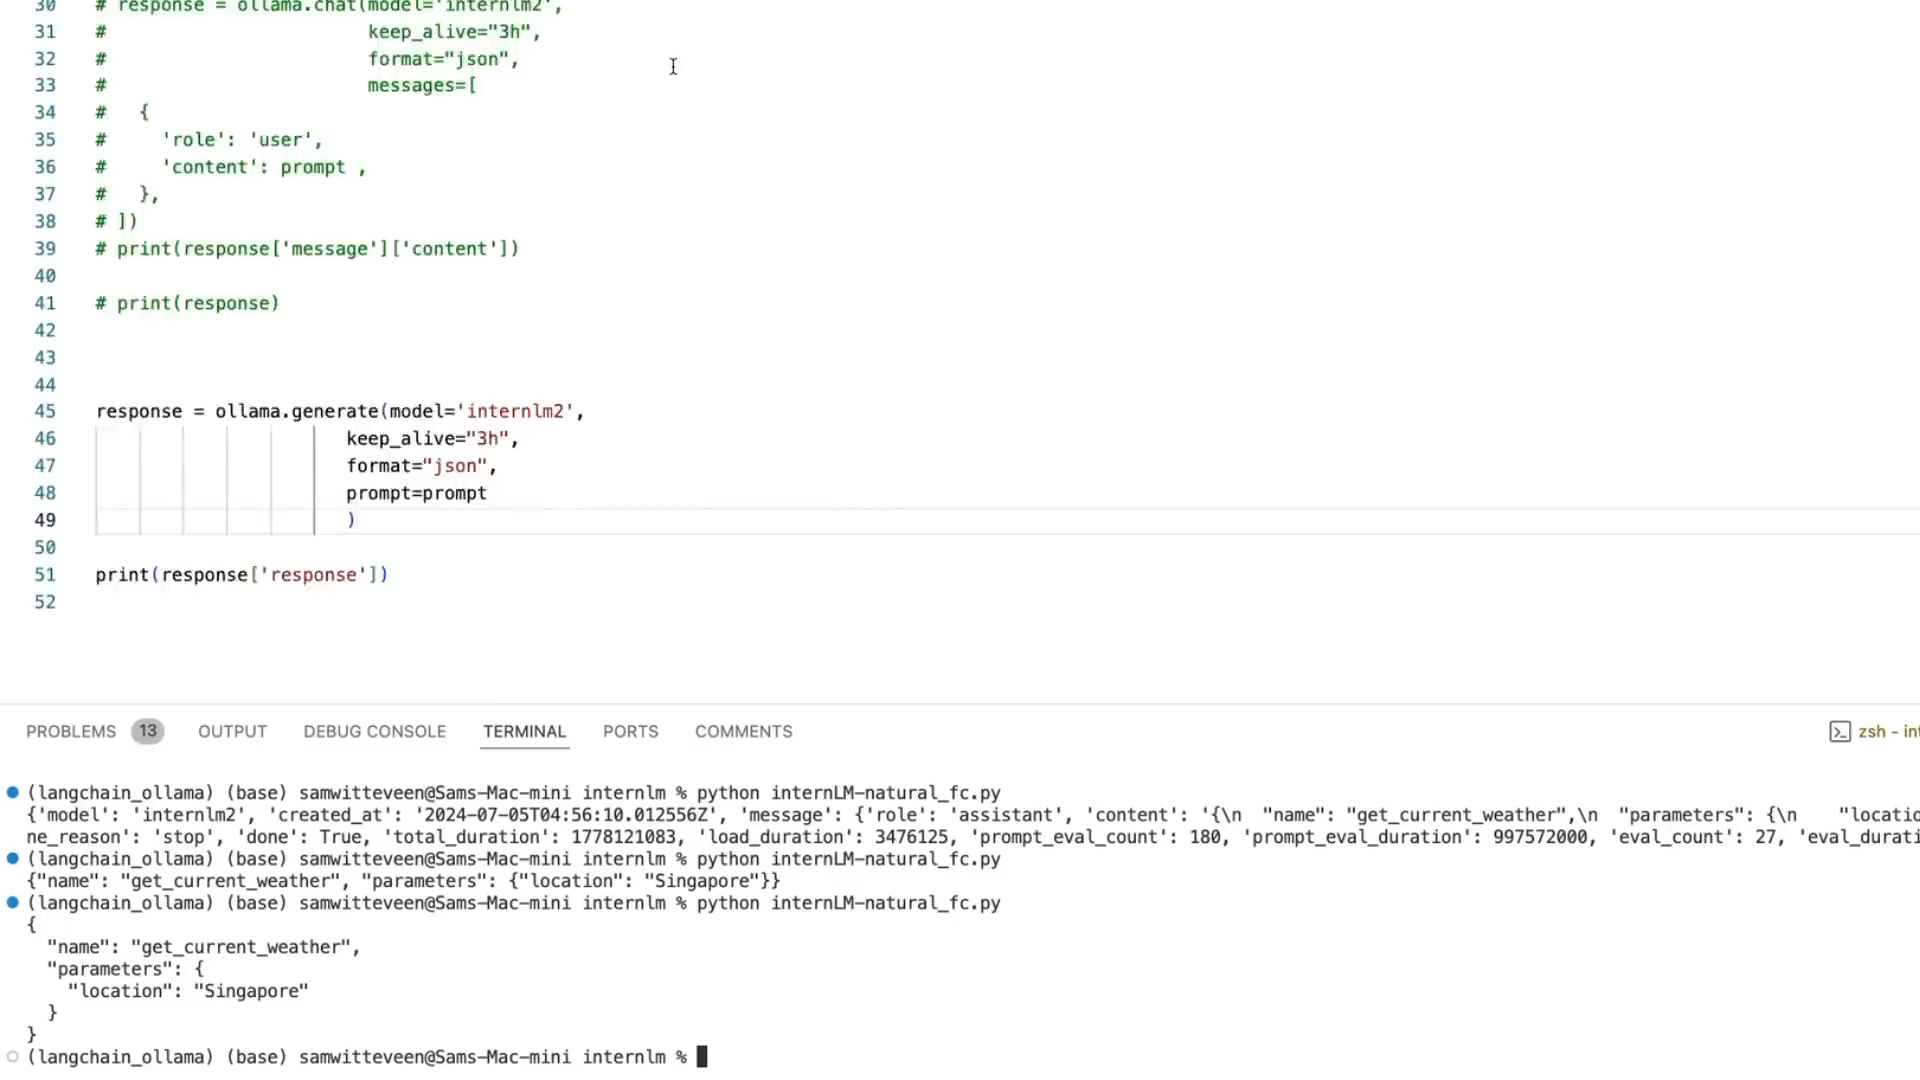 30 # response = ollama.chat(model='internlm2',
31 #                        keep_alive="3h",
32 #                        format="json",
33 #                        messages=[
34 #   {
35 #     'role': 'user',
36 #     'content': prompt ,
37 #   },
38 # ])
39 # print(response['message']['content'])
40
41 # print(response)
42
43
44
45 response = ollama.generate(model='internlm2',
46                        keep_alive="3h",
47                        format="json",
48                        prompt=prompt
49                        )
50
51 print(response['response'])
52
PROBLEMS 13 OUTPUT DEBUG CONSOLE TERMINAL PORTS COMMENTS zsh - int
(langchain_ollama) (base) samwitteveen@Sams-Mac-mini internlm % python internLM-natural_fc.py
{'model': 'internlm2', 'created_at': '2024-07-05T04:56:10.012556Z', 'message': {'role': 'assistant', 'content': '{\n  "name": "get_current_weather",\n  "parameters": {\n    "locatio
ne_reason': 'stop', 'done': True, 'total_duration': 1778121083, 'load_duration': 3476125, 'prompt_eval_count': 180, 'prompt_eval_duration': 997572000, 'eval_count': 27, 'eval_durati
(langchain_ollama) (base) samwitteveen@Sams-Mac-mini internlm % python internLM-natural_fc.py
{"name": "get_current_weather", "parameters": {"location": "Singapore"}}
(langchain_ollama) (base) samwitteveen@Sams-Mac-mini internlm % python internLM-natural_fc.py
{
  "name": "get_current_weather",
  "parameters": {
    "location": "Singapore"
  }
}
(langchain_ollama) (base) samwitteveen@Sams-Mac-mini internlm %